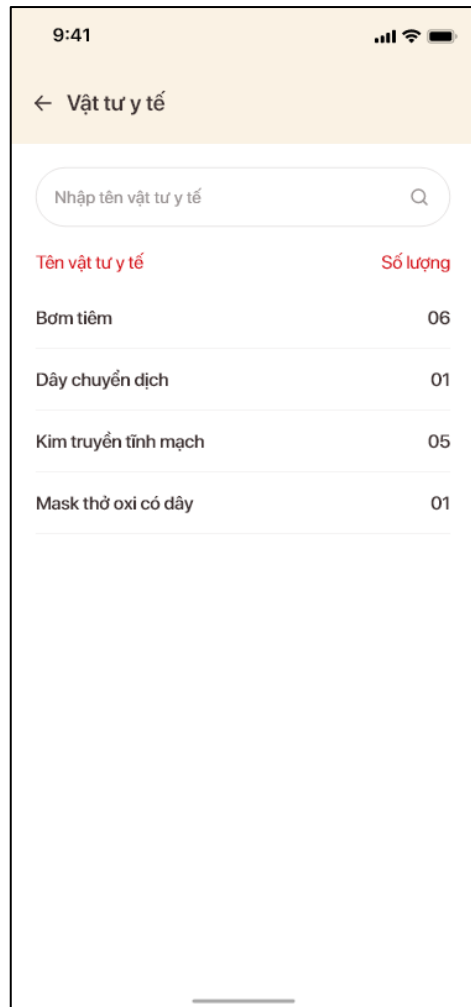 9:41
Vật tư y tế
Nhập tên vật tư y tế
Tên vật tư y tế Số lượng
Bơm tiêm 06
Dây chuyển dịch 01
Kim truyền tĩnh mạch 05
Mask thở oxi có dây 01